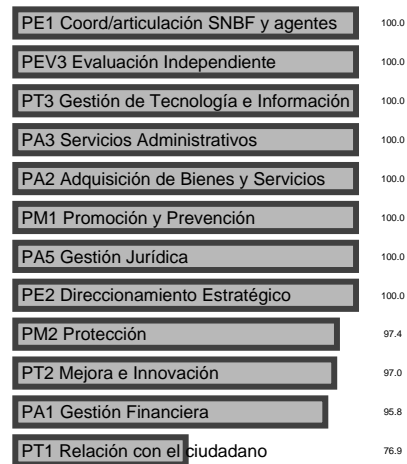 PE1 Coord/articulación SNBF y agentes 100.0
PEV3 Evaluación Independiente 100.0
PT3 Gestión de Tecnología e Información 100.0
PA3 Servicios Administrativos 100.0
PA2 Adquisición de Bienes y Servicios 100.0
PM1 Promoción y Prevención 100.0
PA5 Gestión Jurídica 100.0
PE2 Direccionamiento Estratégico 100.0
PM2 Protección 97.4
PT2 Mejora e Innovación 97.0
PA1 Gestión Financiera 95.8
PT1 Relación con el ciudadano 76.9